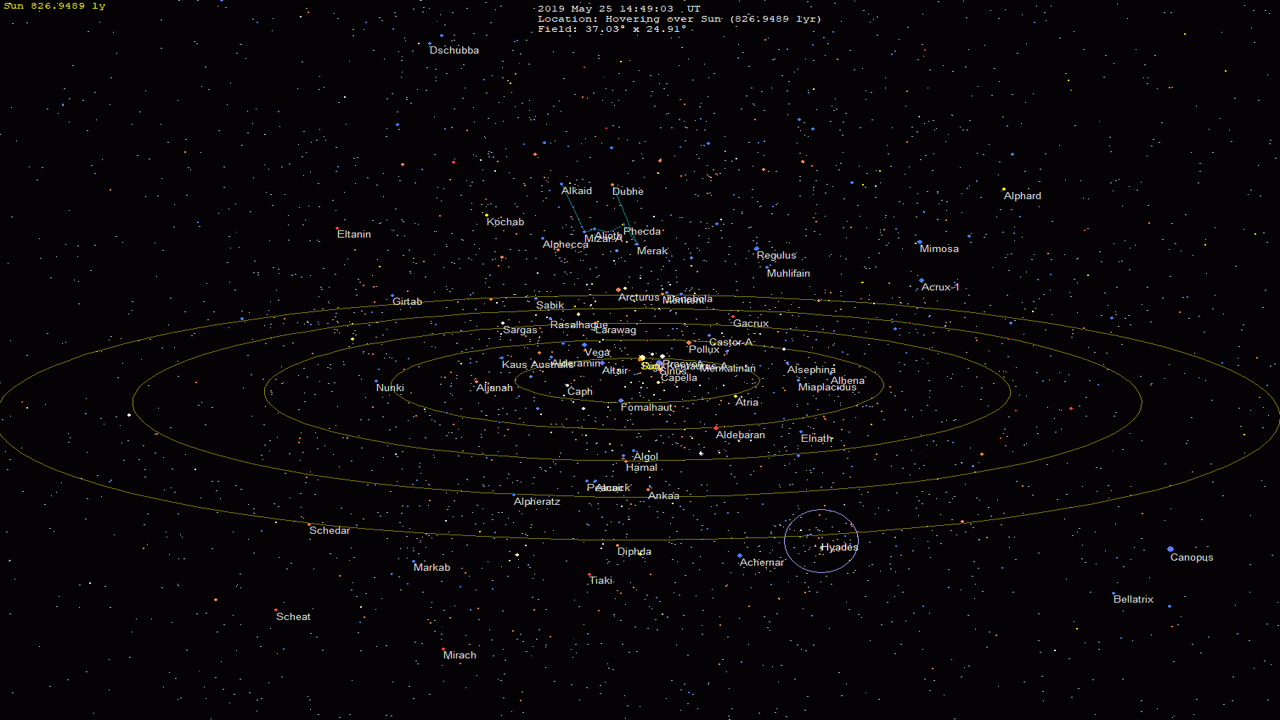 Sun 826.9489 ly
2019 May 25 14:49:03 UT
Location: Hovering over Sun (826.9489 lyr)
Field: 37.03° x 24.91°
Dschubba
Alkaid
Dubhe
Alphard
Kochab
Eltanin
Phecda
Alphecca
Merak
Mimosa
Regulus
Muhlifain
Acrux-1
Girtab
Arcturus
Sabik
Gacrux
Rasalhague
Larawag
Sargas
Castor-A
Pollux
Vega
Kaus Australis
Alderamin
Altair
Menkalinan
Alsephina
Capella
Alhena
Nunki
Aljanah
Miaplacidus
Caph
Atria
Fomalhaut
Aldebaran
Elnath
Algol
Hamal
Ankaa
Alpheratz
Schedar
Hyades
Diphda
Canopus
Achernar
Markab
Tiaki
Bellatrix
Scheat
Mirach